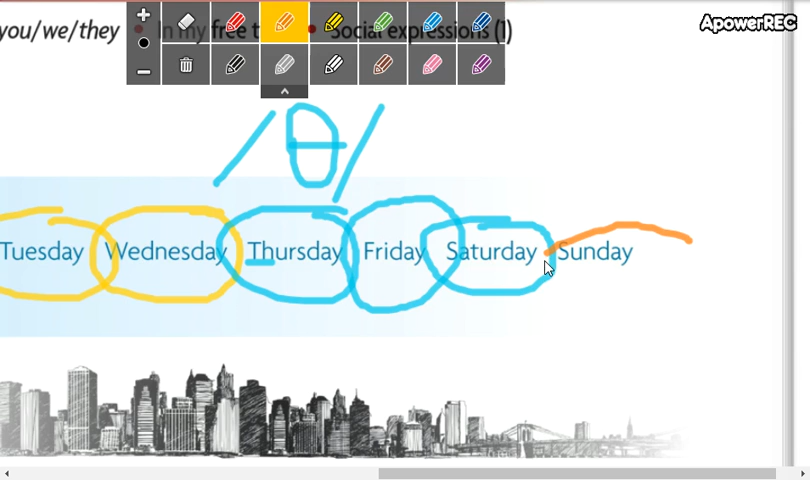 you/we/they • In my free t • Social expressions (1)
ApowerREC
/θ/
Tuesday Wednesday Thursday Friday Saturday Sunday